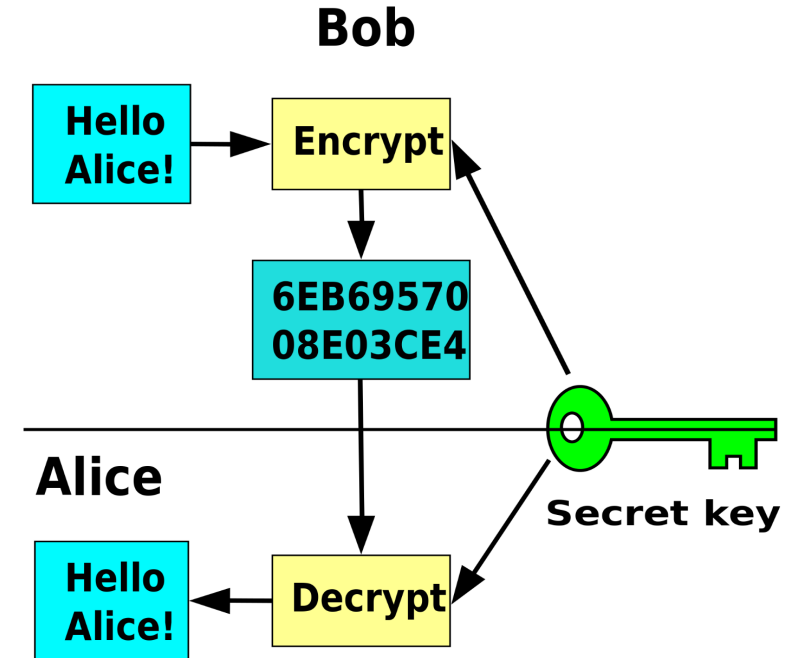 Bob
Hello
Alice!
Encrypt
6EB69570
08E03CE4
Alice
Secret key
Hello
Alice!
Decrypt